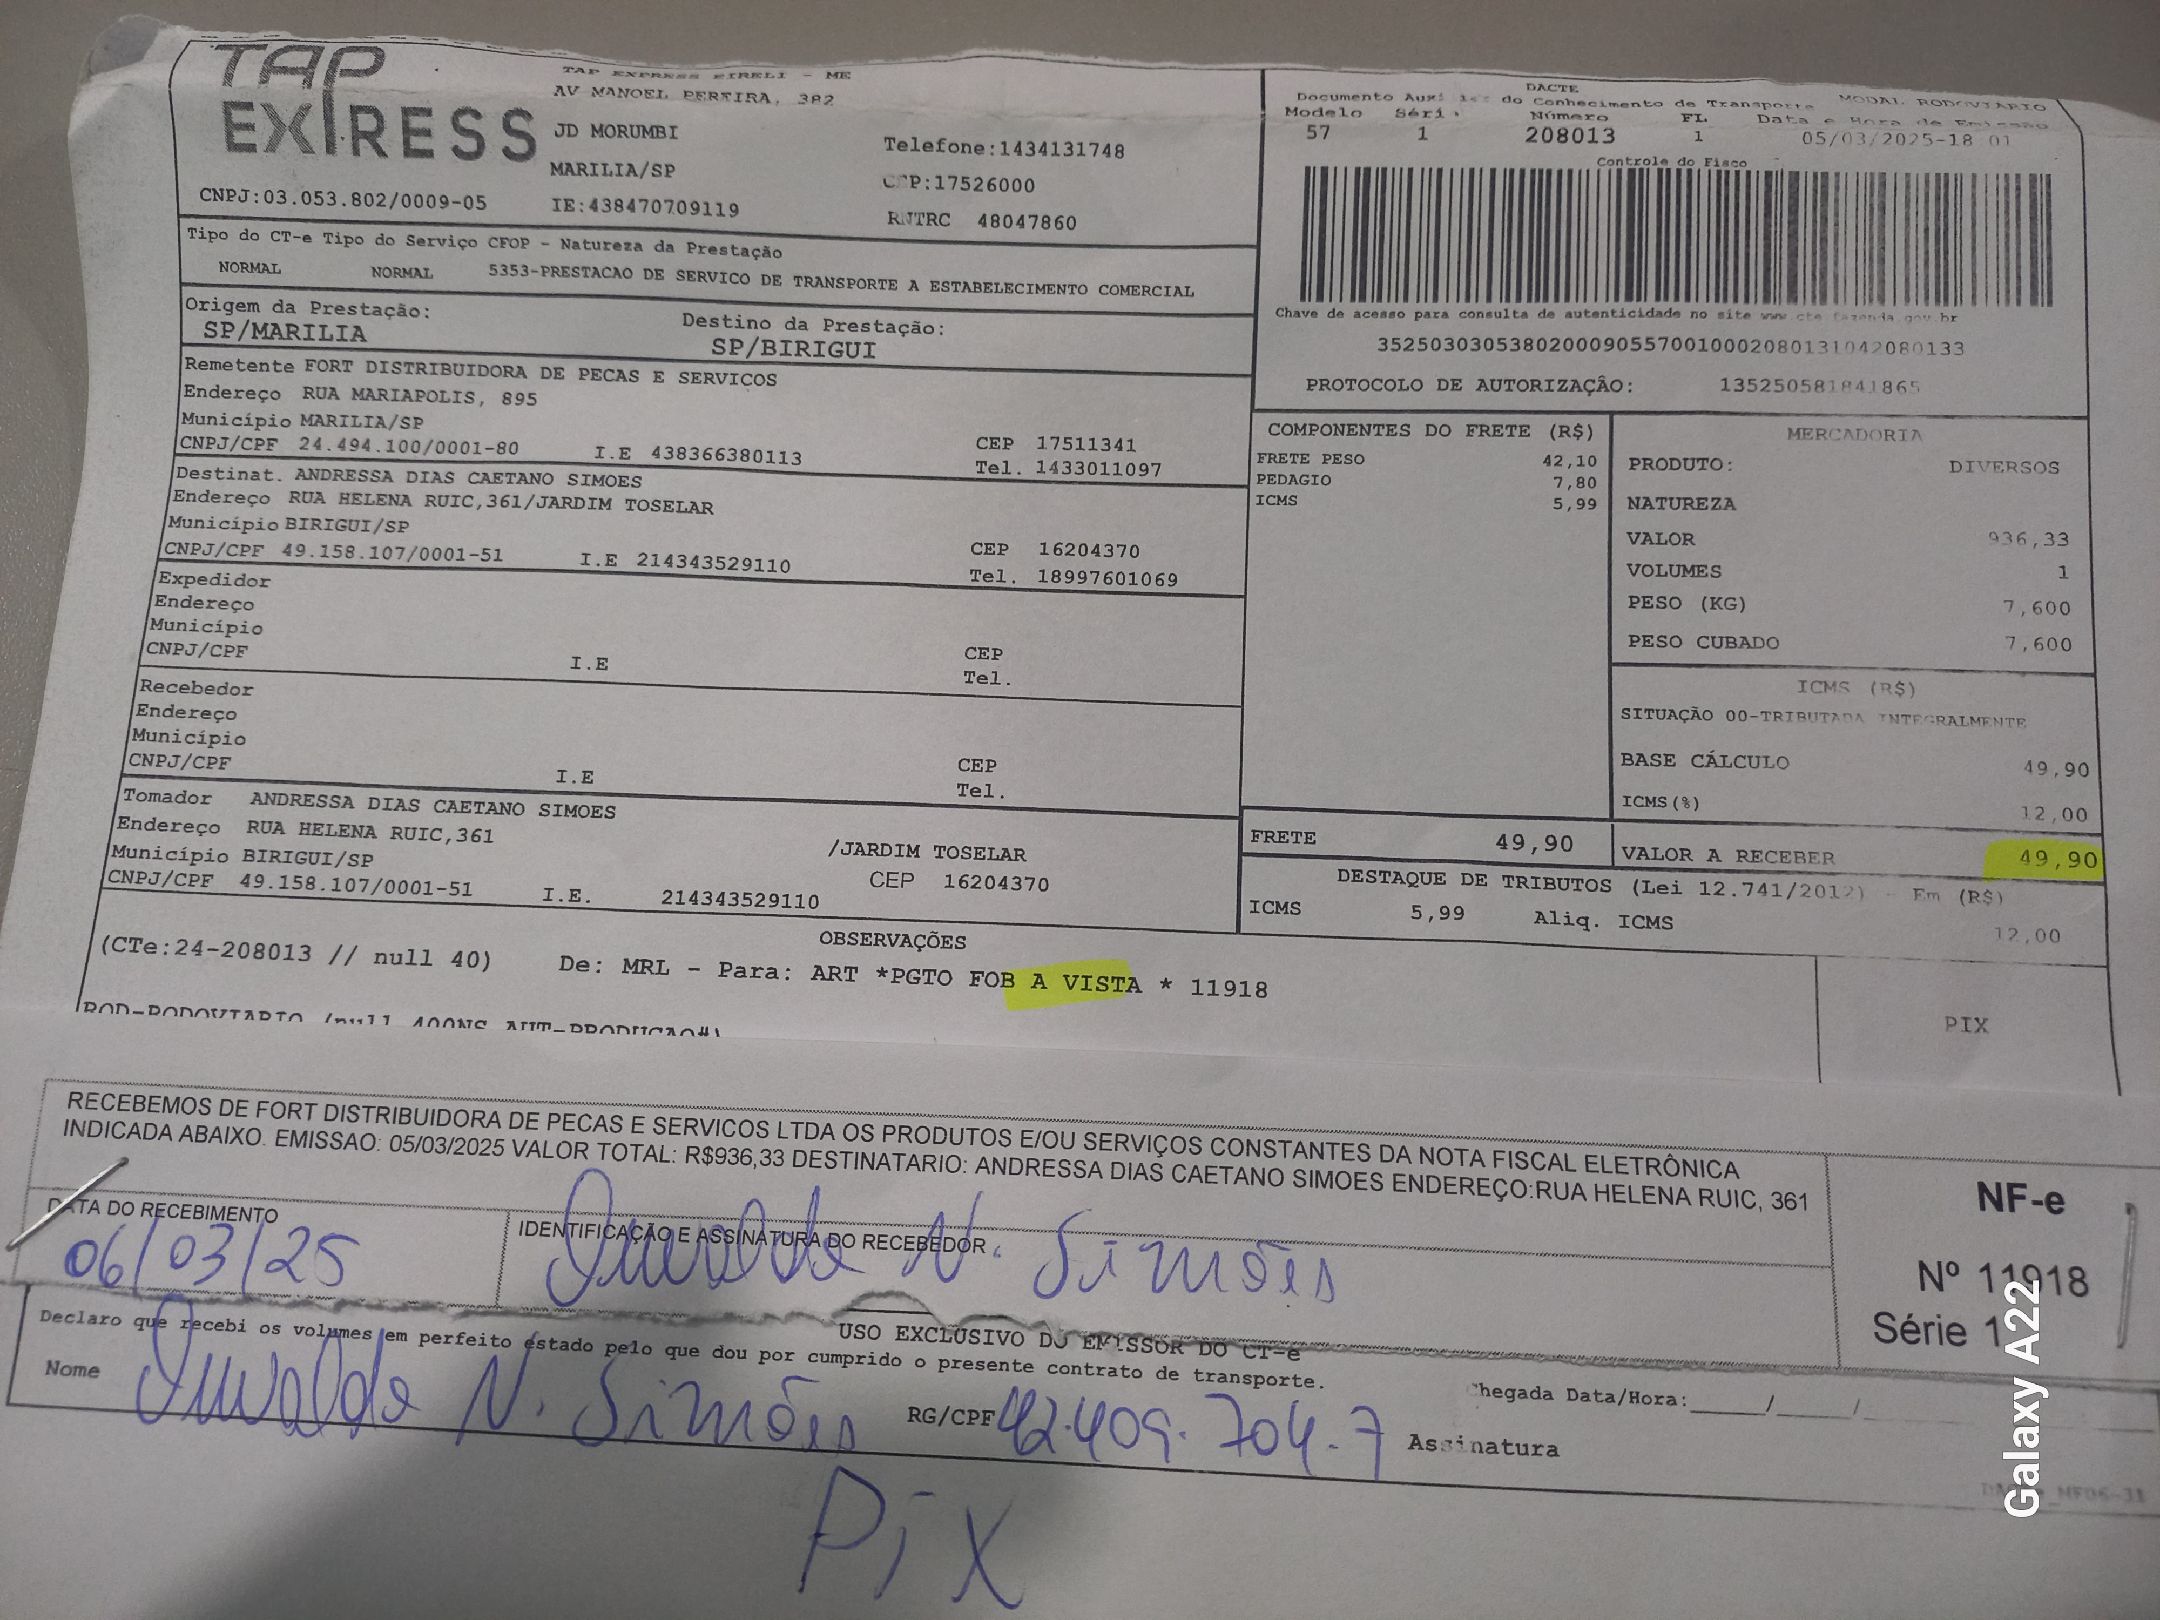 TAP
EXPRESS
TAP EXPRESS EIRELI - ME
AV MANOEL PEREIRA, 382
JD MORUMBI
MARILIA/SP
Telefone:1434131748
CEP:17526000
CNPJ:03.053.802/0009-05 IE:438470709119 RNTRC 48047860
DACTE
Documento Auxiliar do Conhecimento de Transporte MODAL RODOVIARIO
Modelo Série Número FL Data e Hora de Emissão
57 1 208013 1 05/03/2025-18 01
Controle do Fisco
Chave de acesso para consulta de autenticidade no site www.cte.fazenda.gov.br
35250303053802000905570010002080131042080133
PROTOCOLO DE AUTORIZAÇÃO: 135250581841865
Tipo do CT-e Tipo do Serviço CFOP - Natureza da Prestação
NORMAL NORMAL 5353-PRESTACAO DE SERVICO DE TRANSPORTE A ESTABELECIMENTO COMERCIAL
Origem da Prestação: Destino da Prestação:
SP/MARILIA SP/BIRIGUI
Remetente FORT DISTRIBUIDORA DE PECAS E SERVICOS
Endereço RUA MARIAPOLIS, 895
Município MARILIA/SP CEP 17511341
CNPJ/CPF 24.494.100/0001-80 I.E 438366380113 Tel. 1433011097
Destinat. ANDRESSA DIAS CAETANO SIMOES
Endereço RUA HELENA RUIC,361/JARDIM TOSELAR
Município BIRIGUI/SP CEP 16204370
CNPJ/CPF 49.158.107/0001-51 I.E 214343529110 Tel. 18997601069
Expedidor
Endereço
Município CEP
CNPJ/CPF I.E Tel.
Recebedor
Endereço
Município CEP
CNPJ/CPF I.E Tel.
Tomador ANDRESSA DIAS CAETANO SIMOES
Endereço RUA HELENA RUIC,361 /JARDIM TOSELAR
Município BIRIGUI/SP CEP 16204370
CNPJ/CPF 49.158.107/0001-51 I.E. 214343529110
COMPONENTES DO FRETE (R$)
FRETE PESO 42,10
PEDAGIO 7,80
ICMS 5,99
MERCADORIA
PRODUTO: DIVERSOS
NATUREZA
VALOR 936,33
VOLUMES 1
PESO (KG) 7,600
PESO CUBADO 7,600
ICMS (R$)
SITUAÇÃO 00-TRIBUTADA INTEGRALMENTE
BASE CÁLCULO 49,90
ICMS(%) 12,00
FRETE 49,90 VALOR A RECEBER 49,90
DESTAQUE DE TRIBUTOS (Lei 12.741/2012) - Em (R$)
ICMS 5,99 Aliq. ICMS 12,00
OBSERVAÇÕES
(CTe:24-208013 // null 40) De: MRL - Para: ART *PGTO FOB A VISTA * 11918
PIX
RECEBEMOS DE FORT DISTRIBUIDORA DE PECAS E SERVICOS LTDA OS PRODUTOS E/OU SERVIÇOS CONSTANTES DA NOTA FISCAL ELETRÔNICA
INDICADA ABAIXO. EMISSAO: 05/03/2025 VALOR TOTAL: R$936,33 DESTINATARIO: ANDRESSA DIAS CAETANO SIMOES ENDEREÇO:RUA HELENA RUIC, 361
DATA DO RECEBIMENTO IDENTIFICAÇÃO E ASSINATURA DO RECEBEDOR
06/03/25 N. Simões
NF-e
Nº 11918
Série 1
USO EXCLUSIVO DO EMISSOR DO CT-e
Declaro que recebi os volumes em perfeito estado pelo que dou por cumprido o presente contrato de transporte.
Chegada Data/Hora:____/____/
Nome N. Simões RG/CPF 42.409.704-7 Assinatura
Pix
Galaxy A22